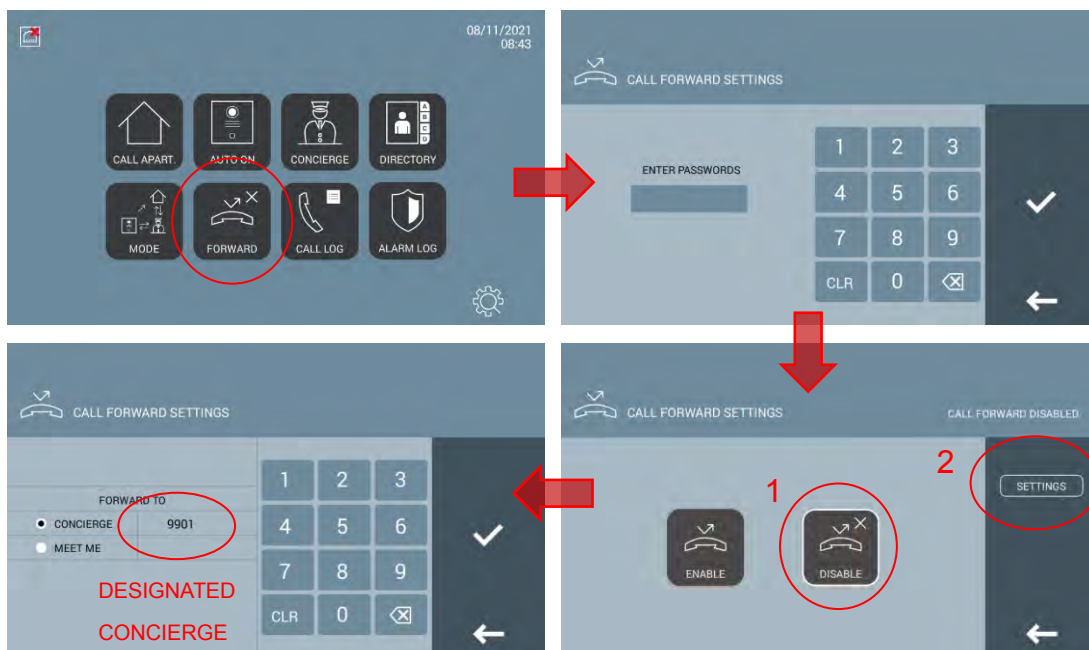 08/11/2021
08:43
CALL APART.
AUTO ON
CONCIERGE
A
B
C
D
DIRECTORY
MODE
FORWARD
CALL LOG
ALARM LOG
CALL FORWARD SETTINGS
ENTER PASSWORDS
1 2 3
4 5 6
7 8 9
CLR 0
CALL FORWARD SETTINGS
FORWARD TO
CONCIERGE 9901
MEET ME
DESIGNATED
CONCIERGE
1 2 3
4 5 6
7 8 9
CLR 0
CALL FORWARD SETTINGS
CALL FORWARD DISABLED
1
2
SETTINGS
ENABLE
DISABLE